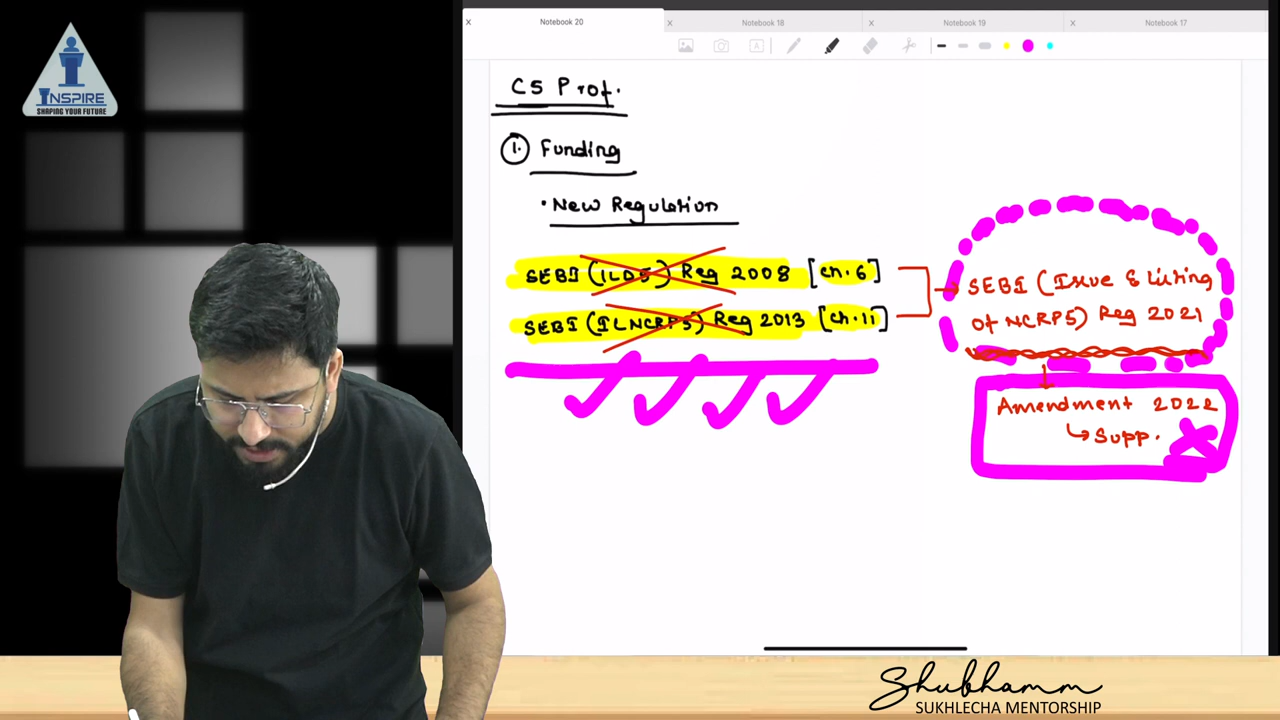 INSPIRE
SHAPING YOUR FUTURE
Notebook 20
Notebook 18
Notebook 19
Notebook 17
CS Prof.
1. Funding
• New Regulation
SEBI (ILDS) Reg 2008 [ch. 6]
SEBI (ILNCRPS) Reg 2013 [ch. 11]
SEBI (Issue & Listing
of NCRPS) Reg 2021
Amendment 2022
↳ Supp.
Shubhamm
SUKHLECHA MENTORSHIP